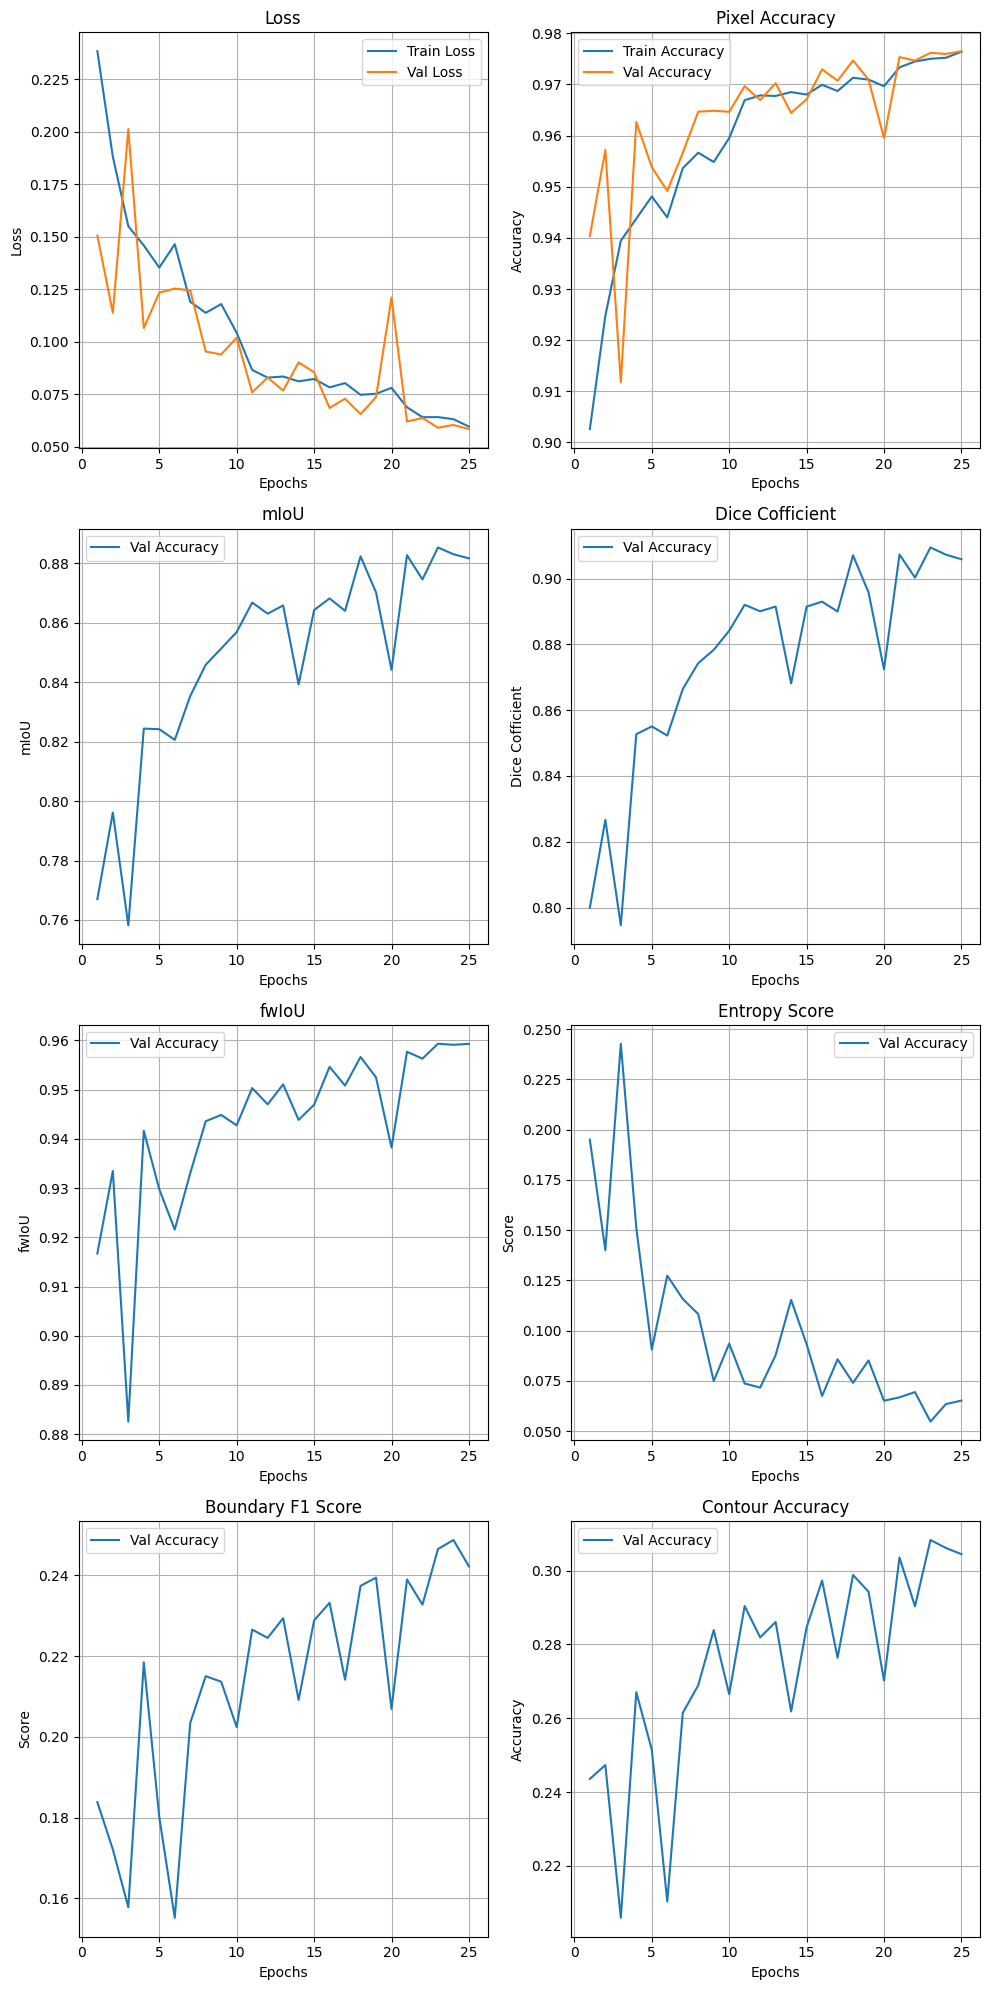 Loss
Train Loss
Val Loss
0.225
0.200
0.175
0.150
0.125
0.100
0.075
0.050
Loss
0 5 10 15 20 25
Epochs
Pixel Accuracy
Train Accuracy
Val Accuracy
0.98
0.97
0.96
0.95
0.94
0.93
0.92
0.91
0.90
Accuracy
0 5 10 15 20 25
Epochs
mIoU
Val Accuracy
0.88
0.86
0.84
0.82
0.80
0.78
0.76
mIoU
0 5 10 15 20 25
Epochs
Dice Cofficient
Val Accuracy
0.90
0.88
0.86
0.84
0.82
0.80
Dice Cofficient
0 5 10 15 20 25
Epochs
fwIoU
Val Accuracy
0.96
0.95
0.94
0.93
0.92
0.91
0.90
0.89
0.88
fwIoU
0 5 10 15 20 25
Epochs
Entropy Score
Val Accuracy
0.250
0.225
0.200
0.175
0.150
0.125
0.100
0.075
0.050
Score
0 5 10 15 20 25
Epochs
Boundary F1 Score
Val Accuracy
0.24
0.22
0.20
0.18
0.16
Score
0 5 10 15 20 25
Epochs
Contour Accuracy
Val Accuracy
0.30
0.28
0.26
0.24
0.22
Accuracy
0 5 10 15 20 25
Epochs